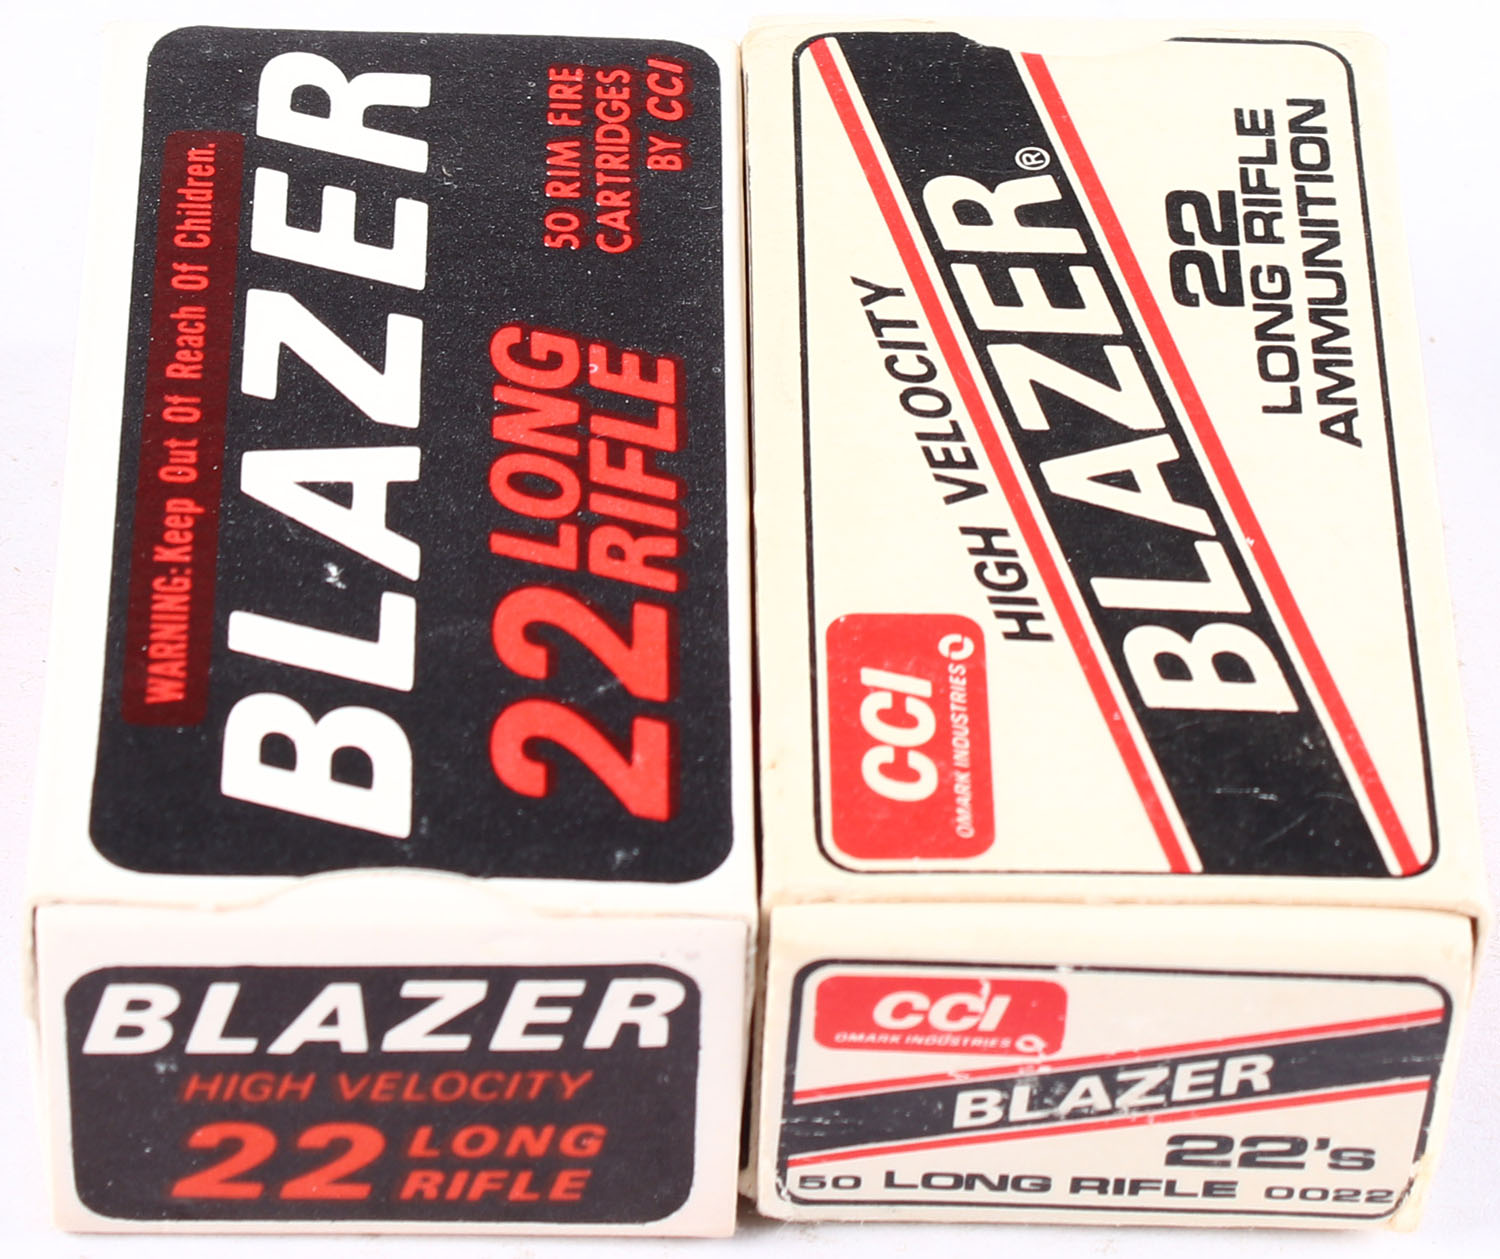 WARNING: Keep Out Of Reach Of Children.
BLAZER
22 LONG
RIFLE
50 RIM FIRE
CARTRIDGES
BY CCI
BLAZER
HIGH VELOCITY
22 LONG
RIFLE
CCI
OMARK INDUSTRIES
HIGH VELOCITY
BLAZER®
22
LONG RIFLE
AMMUNITION
CCI
OMARK INDUSTRIES
BLAZER
22's
50 LONG RIFLE 0022